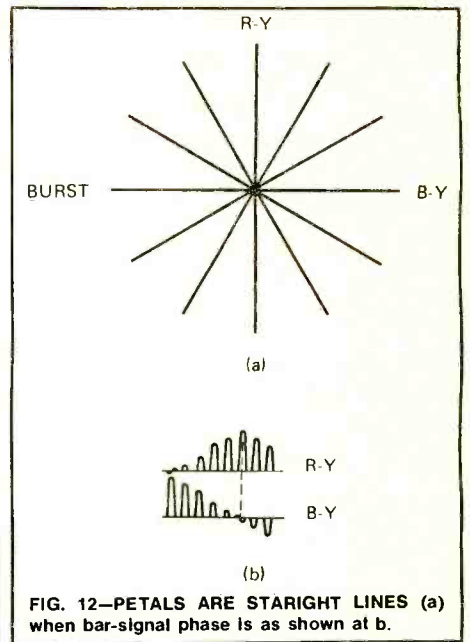 R-Y
BURST
B-Y
(a)
R-Y
B-Y
(b)
FIG. 12—PETALS ARE STARIGHT LINES (a)
when bar-signal phase is as shown at b.